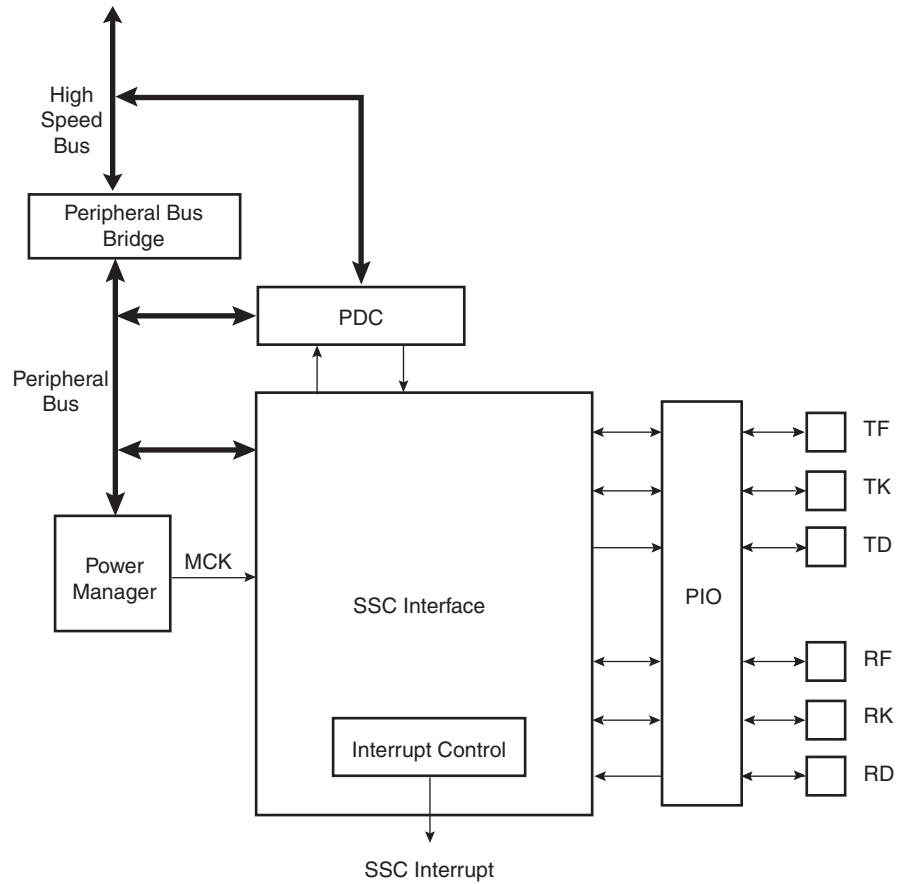 High
Speed
Bus
Peripheral Bus
Bridge
PDC
Peripheral
Bus
TF
TK
TD
Power
Manager
MCK
SSC Interface
PIO
RF
RK
RD
Interrupt Control
SSC Interrupt